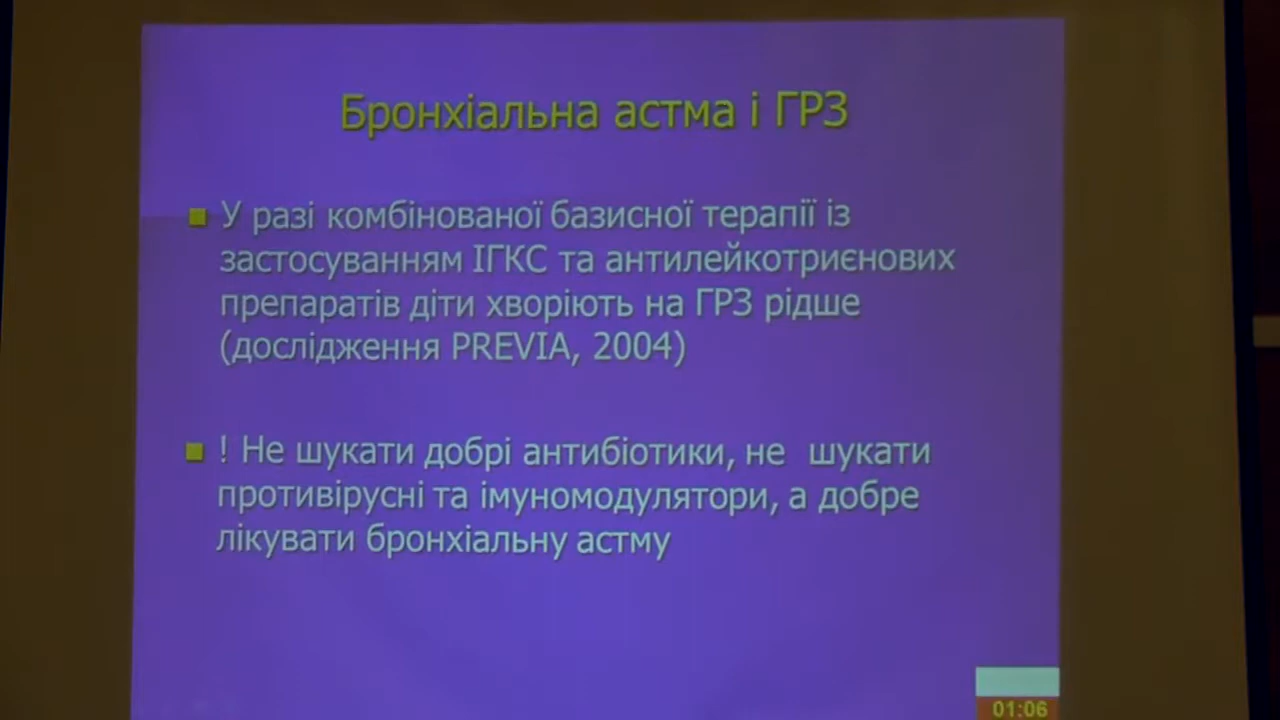 Бронхіальна астма і ГРЗ
У разі комбінованої базисної терапії із
застосуванням ІГКС та антилейкотриєнових
препаратів діти хворіють на ГРЗ рідше
(дослідження PREVIA, 2004)
! Не шукати добрі антибіотики, не шукати
противірусні та імуномодулятори, а добре
лікувати бронхіальну астму
01:06